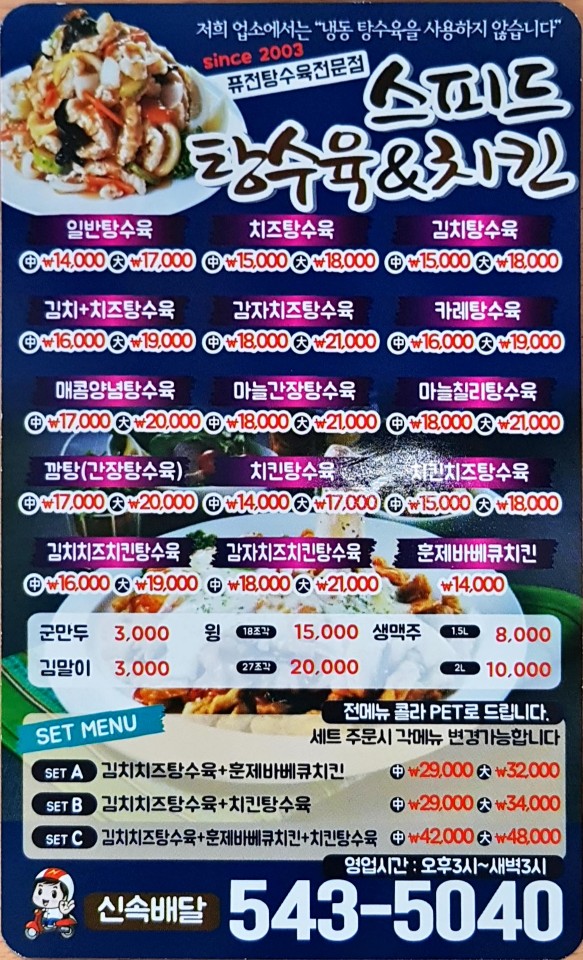 저희 업소에서는 "냉동 탕수육을 사용하지 않습니다"
since 2003
퓨전탕수육전문점
스피드
탕수육&치킨
일반탕수육 치즈탕수육 김치탕수육
中 ₩14,000 大 ₩17,000 中 ₩15,000 大 ₩18,000 中 ₩15,000 大 ₩18,000
김치+치즈탕수육 감자치즈탕수육 카레탕수육
中 ₩16,000 大 ₩19,000 中 ₩18,000 大 ₩21,000 中 ₩16,000 大 ₩19,000
매콤양념탕수육 마늘간장탕수육 마늘칠리탕수육
中 ₩17,000 大 ₩20,000 中 ₩18,000 大 ₩21,000 中 ₩18,000 大 ₩21,000
깜탕(간장탕수육) 치킨탕수육 치킨치즈탕수육
中 ₩17,000 大 ₩20,000 中 ₩14,000 大 ₩17,000 中 ₩15,000 大 ₩18,000
김치치즈치킨탕수육 감자치즈치킨탕수육 훈제바베큐치킨
中 ₩16,000 大 ₩19,000 中 ₩18,000 大 ₩21,000 ₩14,000
군만두 3,000 윙 18조각 15,000 생맥주 1.5L 8,000
김말이 3,000 27조각 20,000 2L 10,000
전메뉴 콜라 PET로 드립니다.
SET MENU
세트 주문시 각메뉴 변경가능합니다
SET A 김치치즈탕수육+훈제바베큐치킨 中 ₩29,000 大 ₩32,000
SET B 김치치즈탕수육+치킨탕수육 中 ₩29,000 大 ₩34,000
SET C 김치치즈탕수육+훈제바베큐치킨+치킨탕수육 中 ₩42,000 大 ₩48,000
영업시간 : 오후3시~새벽3시
신속배달 543-5040